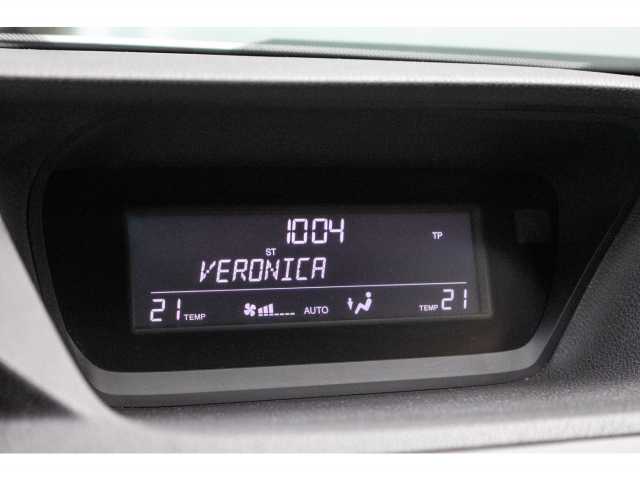 1004
TP
ST
VERONICA
21 TEMP AUTO TEMP 21